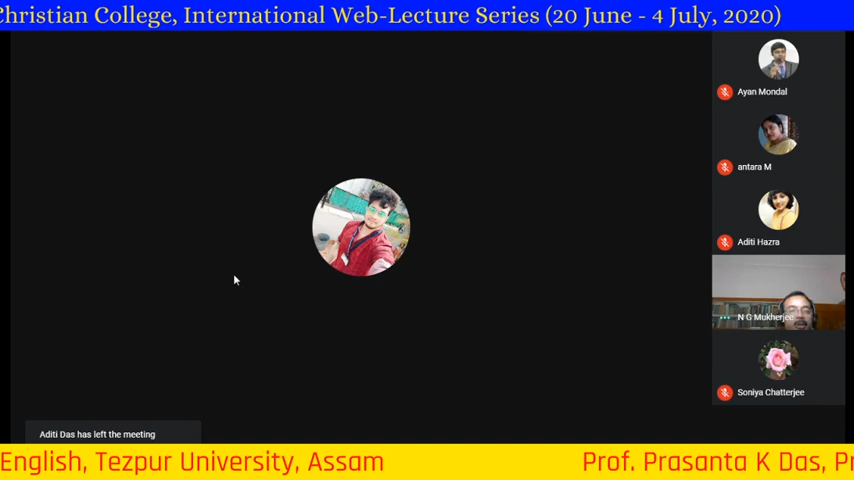 Christian College, International Web-Lecture Series (20 June - 4 July, 2020)
Ayan Mondal
antara M
Aditi Hazra
N G Mukherjee
Soniya Chatterjee
Aditi Das has left the meeting
English, Tezpur University, Assam
Prof. Prasanta K Das, Pr